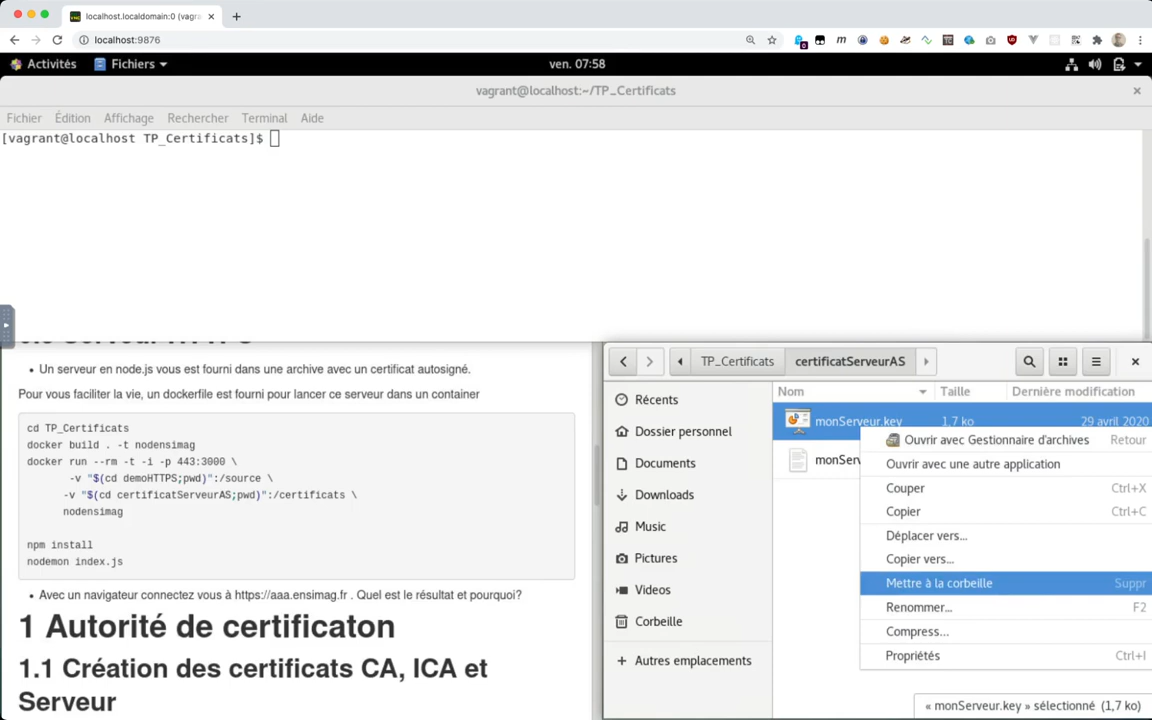 localhost.localdomain:0 (vagra
localhost:9876
Activités
Fichiers
ven. 07:58
vagrant@localhost:~/TP_Certificats
Fichier
Édition
Affichage
Rechercher
Terminal
Aide
[vagrant@localhost TP_Certificats]$
Un serveur en node.js vous est fourni dans une archive avec un certificat autosigné.
Pour vous faciliter la vie, un dockerfile est fourni pour lancer ce serveur dans un container
cd TP_Certificats
docker build . -t nodensimag
docker run --rm -t -i -p 443:3000 \
-v "$(cd demoHTTPS;pwd)":/source \
-v "$(cd certificatServeurAS;pwd)":/certificats \
nodensimag
npm install
nodemon index.js
Avec un navigateur connectez vous à https://aaa.ensimag.fr . Quel est le résultat et pourquoi?
1 Autorité de certificaton
1.1 Création des certificats CA, ICA et
Serveur
TP_Certificats
certificatServeurAS
Récents
Dossier personnel
Documents
Downloads
Music
Pictures
Videos
Corbeille
Autres emplacements
Nom
Taille
Dernière modification
monServeur.key
1,7 ko
29 avril 2020
monServ
Ouvrir avec Gestionnaire d'archives
Retour
Ouvrir avec une autre application
Couper
Ctrl+X
Copier
Ctrl+C
Déplacer vers...
Copier vers...
Mettre à la corbeille
Suppr
Renommer...
F2
Compress...
Propriétés
Ctrl+I
« monServeur.key » sélectionné (1,7 ko)